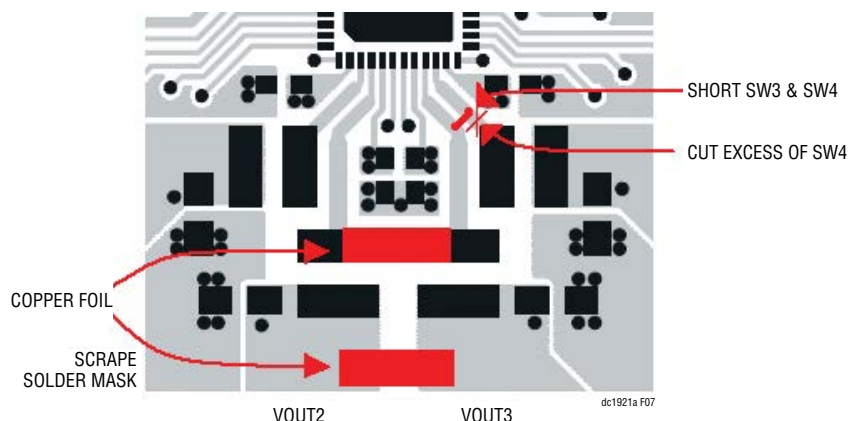 SHORT SW3 & SW4
CUT EXCESS OF SW4
COPPER FOIL
SCRAPE
SOLDER MASK
dc1921a F07
VOUT2 VOUT3